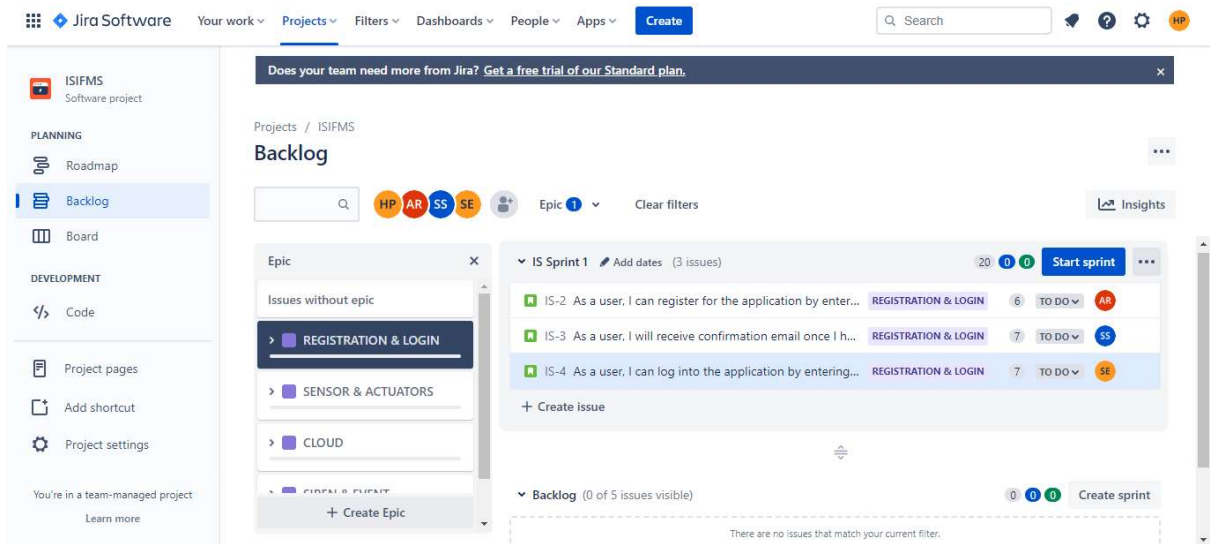 Jira Software Your work Projects Filters Dashboards People Apps Create Search HP
Does your team need more from Jira? Get a free trial of our Standard plan.
ISIFMS
Software project
PLANNING
Roadmap
Backlog
Board
DEVELOPMENT
Code
Project pages
Add shortcut
Project settings
You're in a team-managed project
Learn more
Projects / ISIFMS
Backlog
HP AR SS SE Epic 1 Clear filters Insights
Epic
Issues without epic
REGISTRATION & LOGIN
SENSOR & ACTUATORS
CLOUD
SIREN & EVENT
+ Create Epic
IS Sprint 1 Add dates (3 issues) 20 0 0 Start sprint
IS-2 As a user, I can register for the application by enter... REGISTRATION & LOGIN 6 TO DO AR
IS-3 As a user, I will receive confirmation email once I h... REGISTRATION & LOGIN 7 TO DO SS
IS-4 As a user, I can log into the application by entering... REGISTRATION & LOGIN 7 TO DO SE
+ Create issue
Backlog (0 of 5 issues visible) 0 0 0 Create sprint
There are no issues that match your current filter.